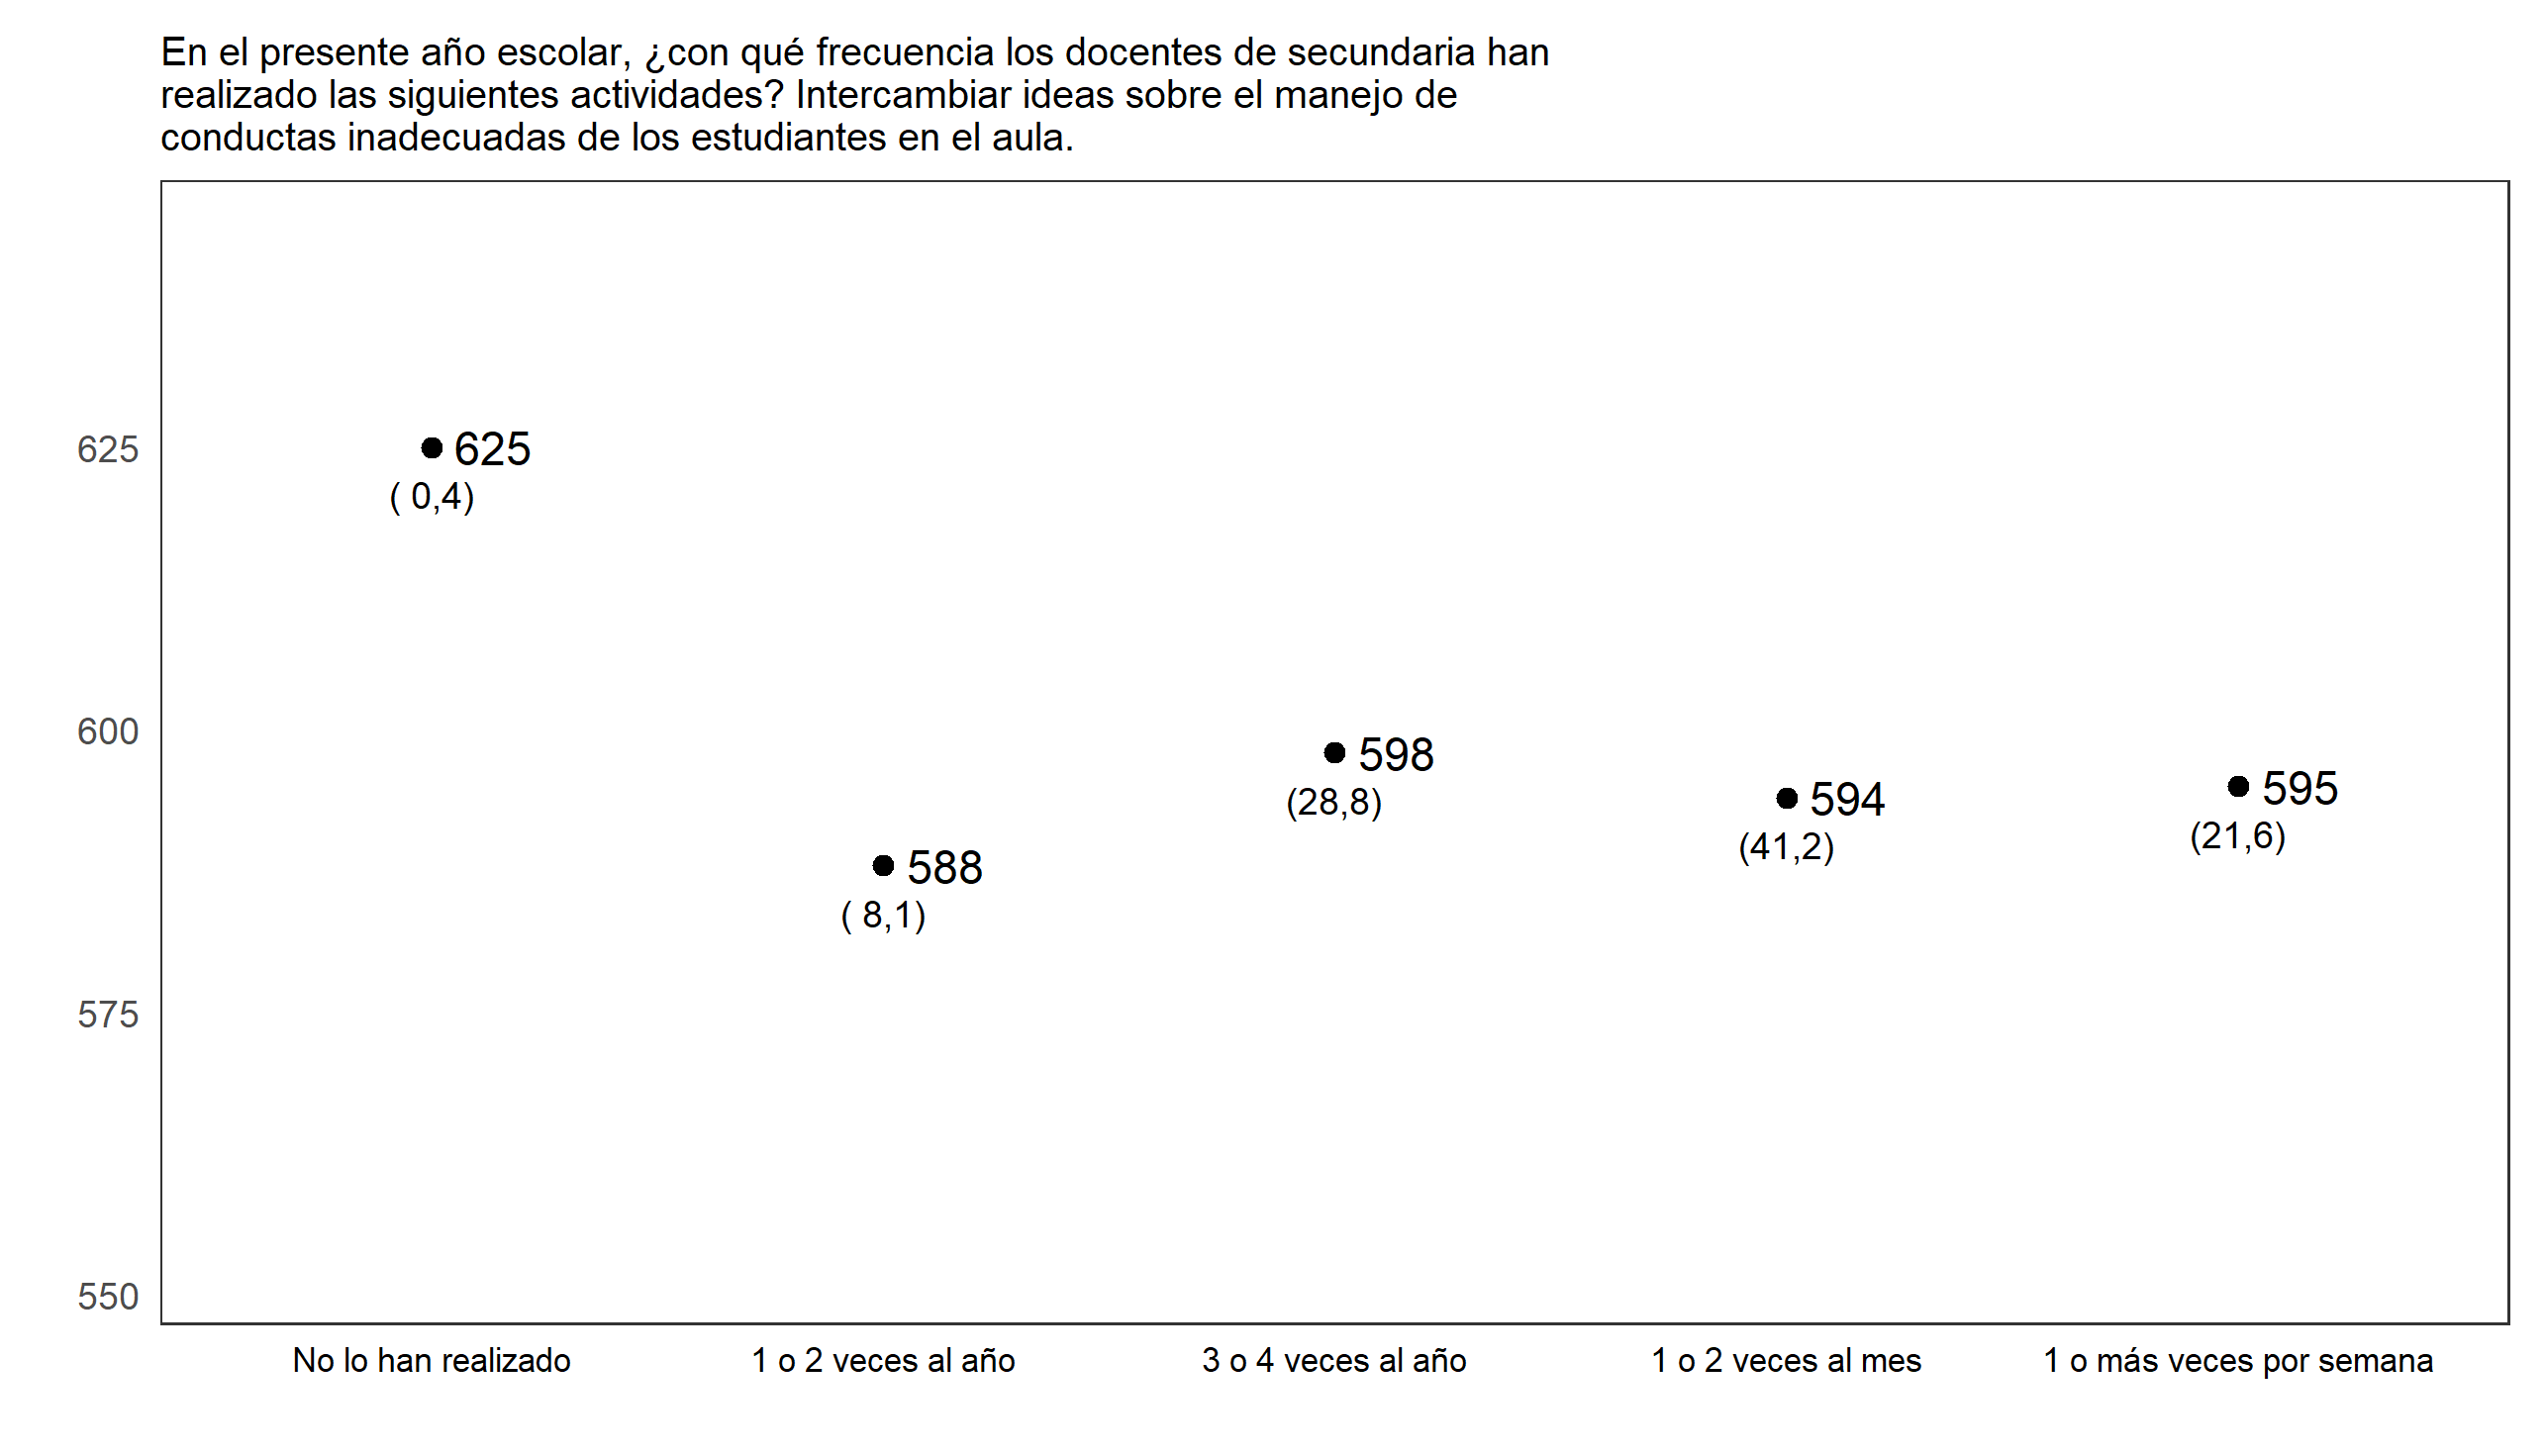 En el presente año escolar, ¿con qué frecuencia los docentes de secundaria han
realizado las siguientes actividades? Intercambiar ideas sobre el manejo de
conductas inadecuadas de los estudiantes en el aula.
625
600
575
550
625
( 0,4)
588
( 8,1)
598
(28,8)
594
(41,2)
595
(21,6)
No lo han realizado
1 o 2 veces al año
3 o 4 veces al año
1 o 2 veces al mes
1 o más veces por semana